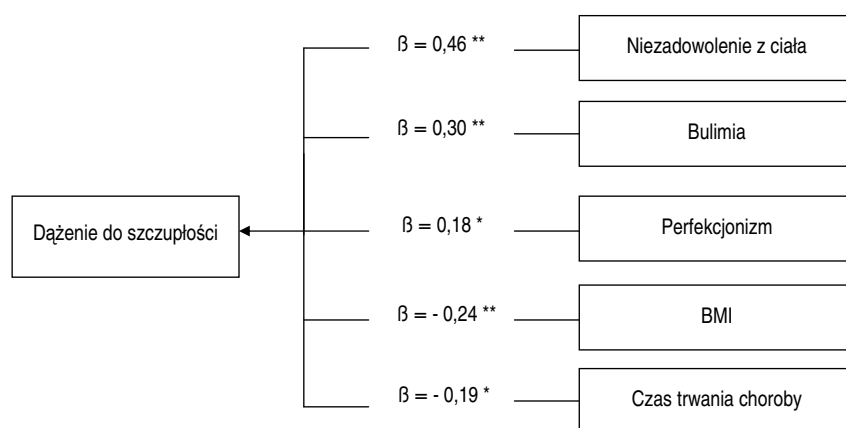 ß = 0,46 **
Niezadowolenie z ciała
ß = 0,30 **
Bulimia
Dążenie do szczupłości
ß = 0,18 *
Perfekcjonizm
ß = - 0,24 **
BMI
ß = - 0,19 *
Czas trwania choroby